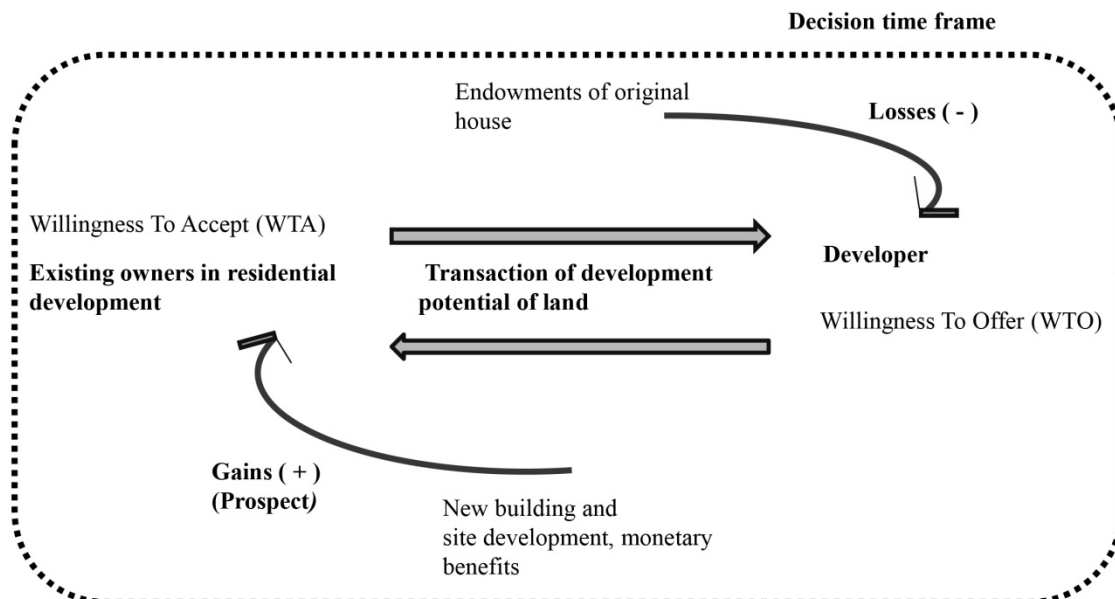 Decision time frame
Endowments of original
house
Losses ( - )
Willingness To Accept (WTA)
Existing owners in residential
development
Transaction of development
potential of land
Developer
Willingness To Offer (WTO)
Gains ( + )
(Prospect)
New building and
site development, monetary
benefits